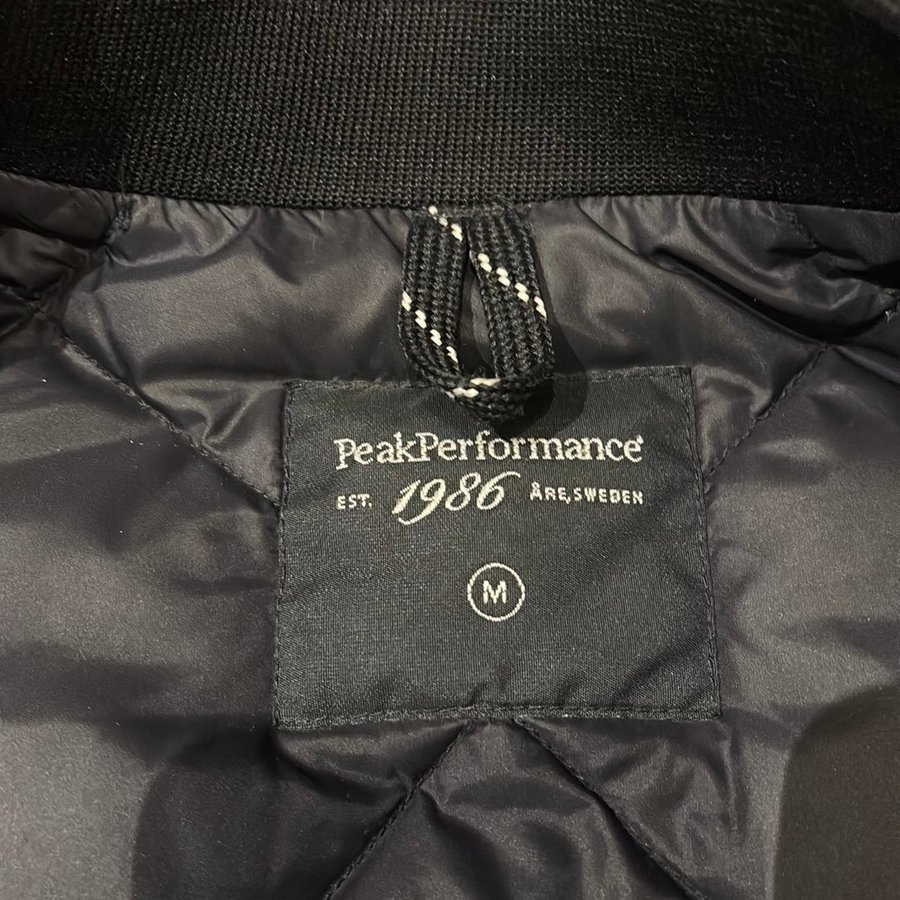 PeakPerformance®
EST. 1986 ÅRE, SWEDEN
M